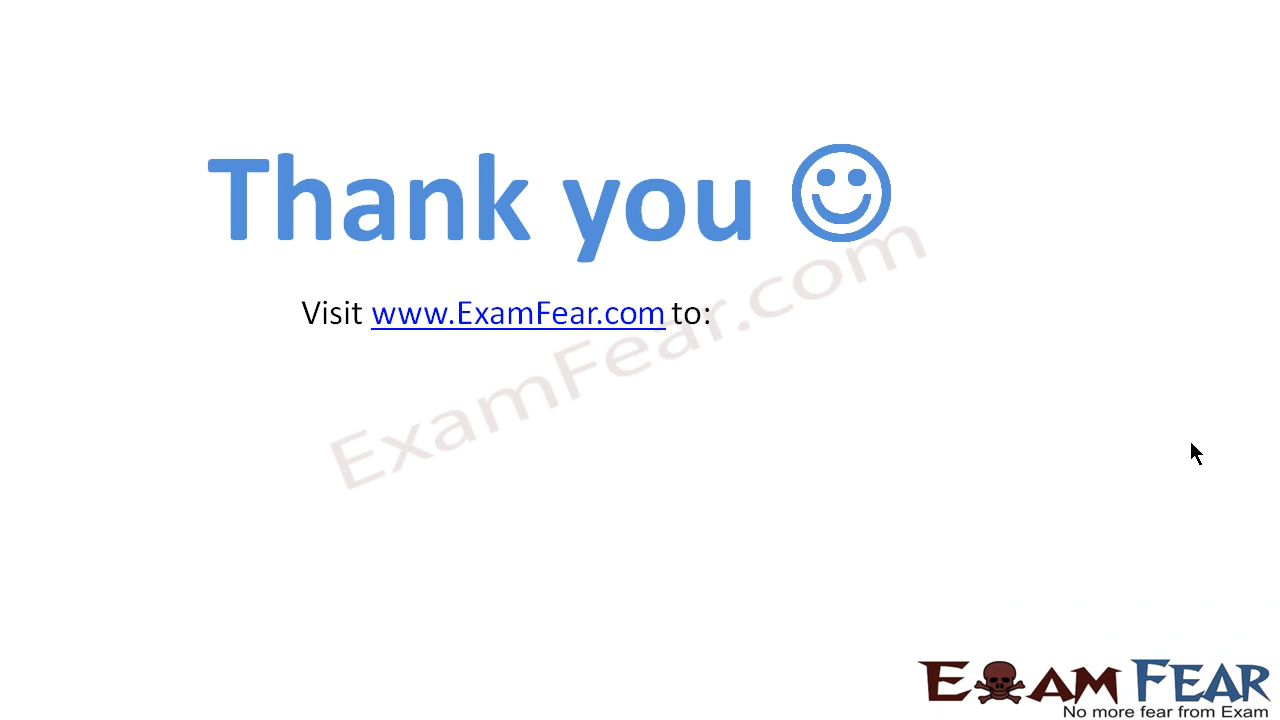 Thank you ☺
Visit www.ExamFear.com to:
ExamFear.com
EXAM FEAR
No more fear from Exam